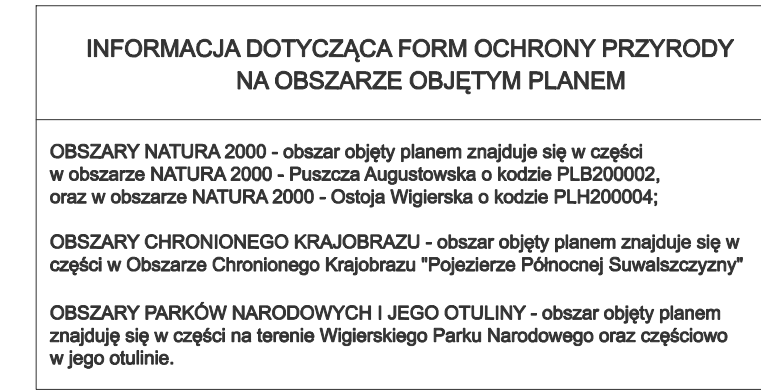 INFORMACJA DOTYCZĄCA FORM OCHRONY PRZYRODY
NA OBSZARZE OBJĘTYM PLANEM
OBSZARY NATURA 2000 - obszar objęty planem znajduje się w części
w obszarze NATURA 2000 - Puszcza Augustowska o kodzie PLB200002,
oraz w obszarze NATURA 2000 - Ostoja Wigierska o kodzie PLH200004;
OBSZARY CHRONIONEGO KRAJOBRAZU - obszar objęty planem znajduje się w
części w Obszarze Chronionego Krajobrazu "Pojezierze Północnej Suwalszczyzny"
OBSZARY PARKÓW NARODOWYCH I JEGO OTULINY - obszar objęty planem
znajduję się w części na terenie Wigierskiego Parku Narodowego oraz częściowo
w jego otulinie.